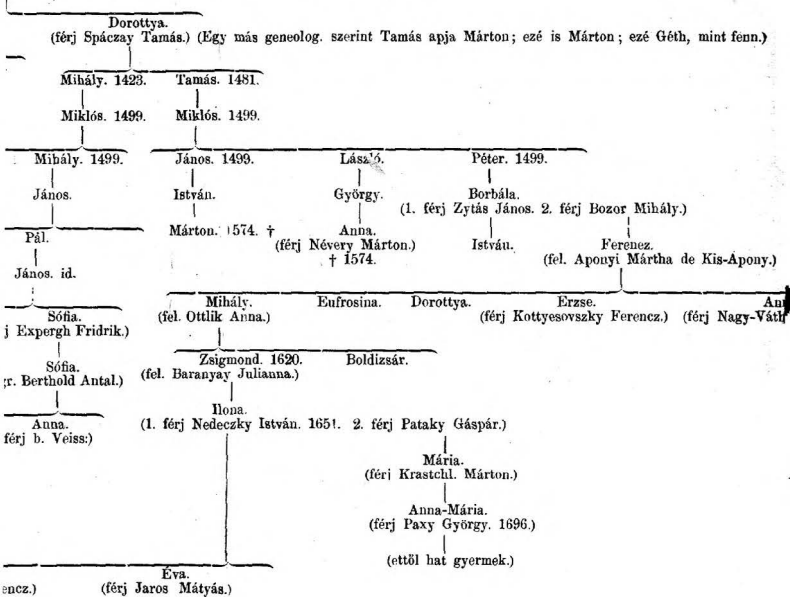 Dorottya.
(férj Spáczay Tamás.) (Egy más geneolog. szerint Tamás apja Márton; ezé is Márton; ezé Géth, mint fenn.)
Mihály. 1423. Tamás. 1481.
Miklós. 1499. Miklós. 1499.
Mihály. 1499. János. 1499. László. Péter. 1499.
János. István. György. Borbála.
(1. férj Zytás János. 2. férj Bozor Mihály.)
Pál. Márton. 1574. † Anna. István. Ferencz.
(férj Névery Márton.) (fel. Aponyi Mártha de Kis-Apony.)
† 1574.
János. id.
Mihály. Eufrosina. Dorottya. Erzse.
Sófia. (fel. Ottlik Anna.) (férj Kottyesovszky Ferencz.) (férj Nagy-Váth
j Expergh Fridrik.)
Zsigmond. 1620. Boldizsár.
Sófia. (fel. Baranyay Julianna.)
r. Berthold Antal.)
Ilona.
Anna. (1. férj Nedeczky István. 1651. 2. férj Pataky Gáspár.)
férj b. Veiss:)
Mária.
(férj Krastchl. Márton.)
Anna-Mária.
(férj Paxy György. 1696.)
(ettöl hat gyermek.)
Éva.
encz.) (férj Jaros Mátyás.)